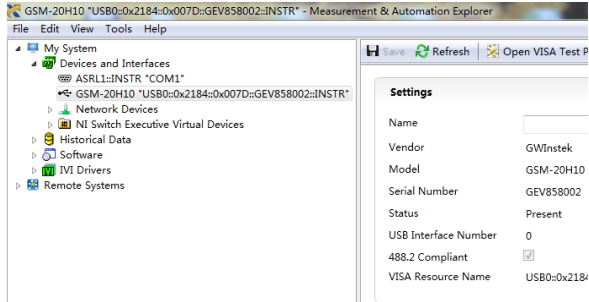 GSM-20H10 "USB0::0x2184::0x007D::GEV858002::INSTR" - Measurement & Automation Explorer
File Edit View Tools Help
My System
Devices and Interfaces
ASRL1::INSTR "COM1"
GSM-20H10 "USB0::0x2184::0x007D::GEV858002::INSTR"
Network Devices
NI Switch Executive Virtual Devices
Historical Data
Software
IVI Drivers
Remote Systems
Save Refresh Open VISA Test P
Settings
Name
Vendor GWInstek
Model GSM-20H10
Serial Number GEV858002
Status Present
USB Interface Number 0
488.2 Compliant
VISA Resource Name USB0::0x2184